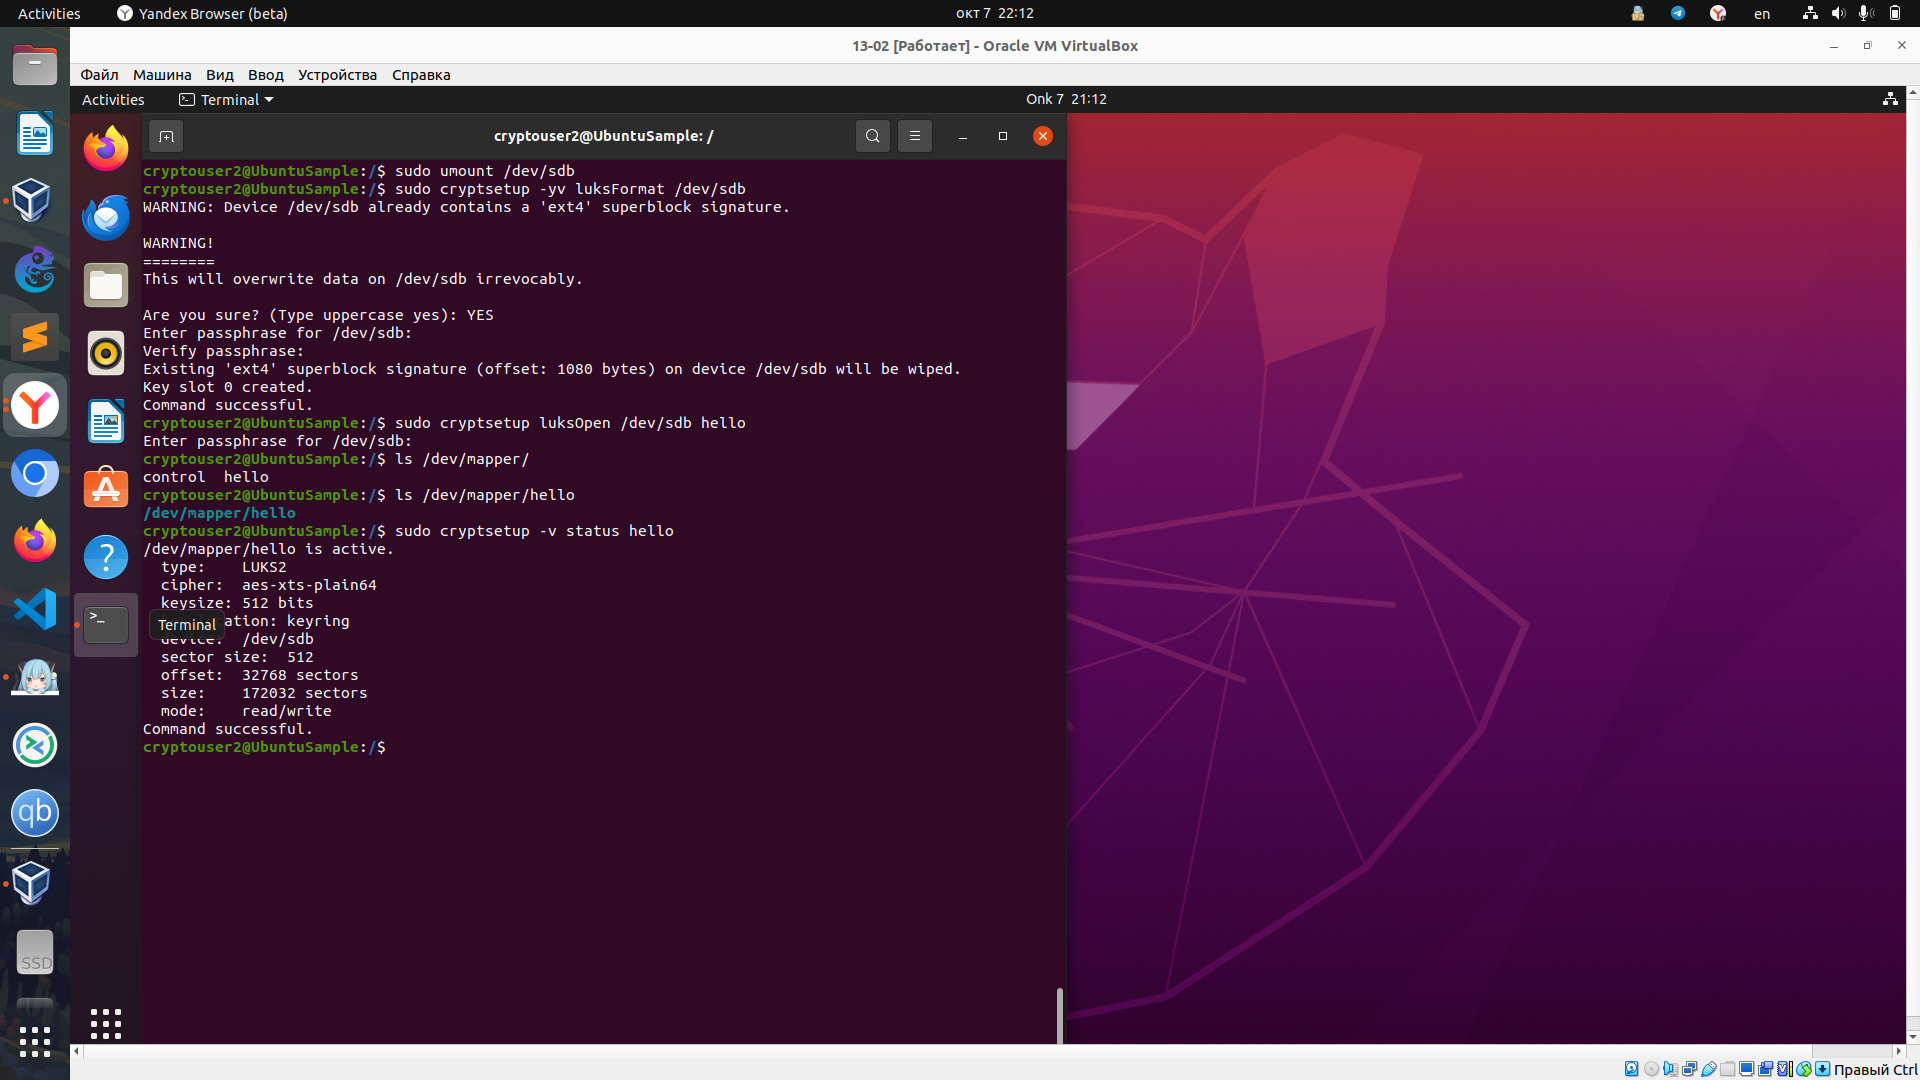 Activities
Yandex Browser (beta)
окт 7 22:12
en
13-02 [Работает] - Oracle VM VirtualBox
Файл Машина Вид Ввод Устройства Справка
Activities
Terminal
Onk 7 21:12
cryptouser2@UbuntuSample: /
cryptouser2@UbuntuSample:/$ sudo umount /dev/sdb
cryptouser2@UbuntuSample:/$ sudo cryptsetup -yv luksFormat /dev/sdb
WARNING: Device /dev/sdb already contains a 'ext4' superblock signature.
WARNING!
========
This will overwrite data on /dev/sdb irrevocably.
Are you sure? (Type uppercase yes): YES
Enter passphrase for /dev/sdb:
Verify passphrase:
Existing 'ext4' superblock signature (offset: 1080 bytes) on device /dev/sdb will be wiped.
Key slot 0 created.
Command successful.
cryptouser2@UbuntuSample:/$ sudo cryptsetup luksOpen /dev/sdb hello
Enter passphrase for /dev/sdb:
cryptouser2@UbuntuSample:/$ ls /dev/mapper/
control  hello
cryptouser2@UbuntuSample:/$ ls /dev/mapper/hello
/dev/mapper/hello
cryptouser2@UbuntuSample:/$ sudo cryptsetup -v status hello
/dev/mapper/hello is active.
  type:    LUKS2
  cipher:  aes-xts-plain64
  keysize: 512 bits
Terminal
keyring
  device:  /dev/sdb
  sector size:  512
  offset:  32768 sectors
  size:    172032 sectors
  mode:    read/write
Command successful.
cryptouser2@UbuntuSample:/$
qb
SSD
Правый Ctrl